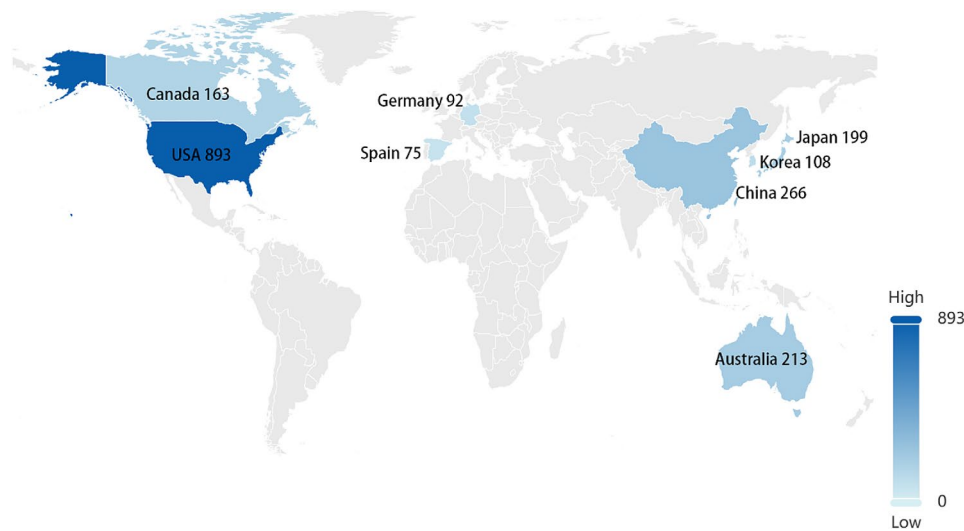 Canada 163
Germany 92
Japan 199
USA 893
Spain 75
Korea 108
China 266
High
893
Australia 213
0
Low